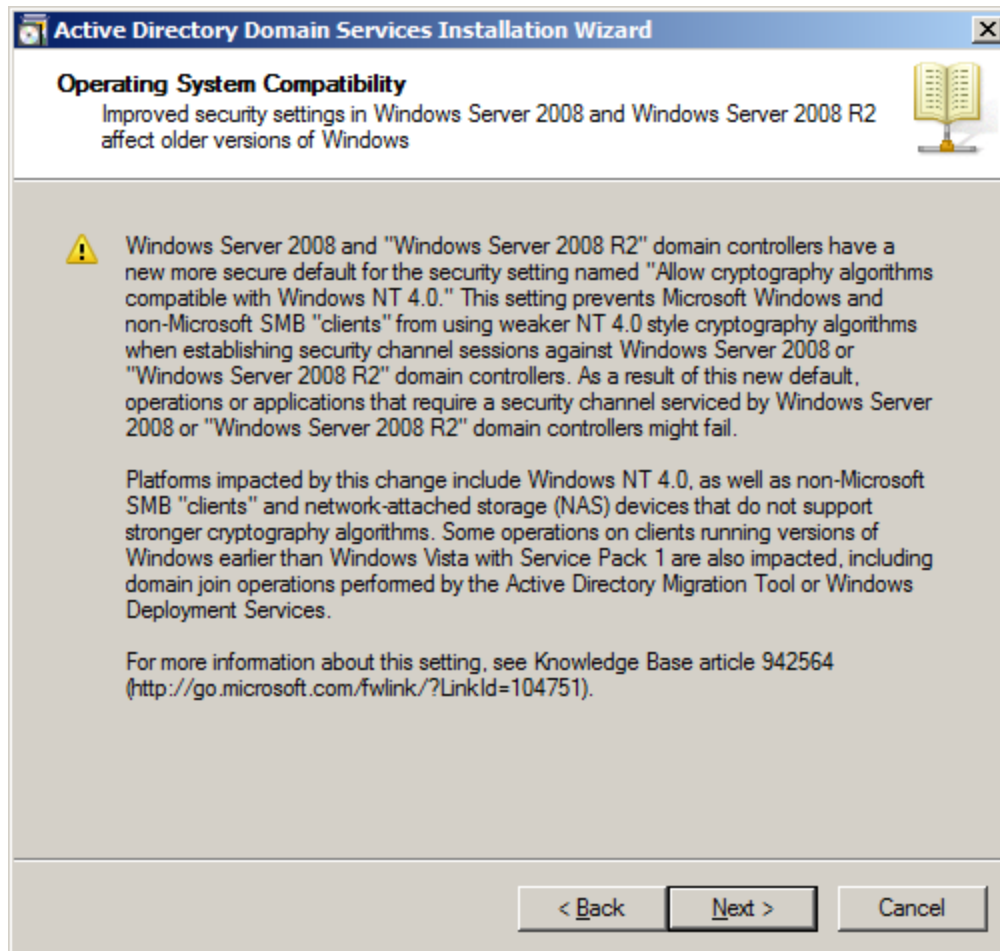 Active Directory Domain Services Installation Wizard
Operating System Compatibility
Improved security settings in Windows Server 2008 and Windows Server 2008 R2
affect older versions of Windows
Windows Server 2008 and "Windows Server 2008 R2" domain controllers have a
new more secure default for the security setting named "Allow cryptography algorithms
compatible with Windows NT 4.0." This setting prevents Microsoft Windows and
non-Microsoft SMB "clients" from using weaker NT 4.0 style cryptography algorithms
when establishing security channel sessions against Windows Server 2008 or
"Windows Server 2008 R2" domain controllers. As a result of this new default,
operations or applications that require a security channel serviced by Windows Server
2008 or "Windows Server 2008 R2" domain controllers might fail.
Platforms impacted by this change include Windows NT 4.0, as well as non-Microsoft
SMB "clients" and network-attached storage (NAS) devices that do not support
stronger cryptography algorithms. Some operations on clients running versions of
Windows earlier than Windows Vista with Service Pack 1 are also impacted, including
domain join operations performed by the Active Directory Migration Tool or Windows
Deployment Services.
For more information about this setting, see Knowledge Base article 942564
(http://go.microsoft.com/fwlink/?LinkId=104751).
< Back Next > Cancel